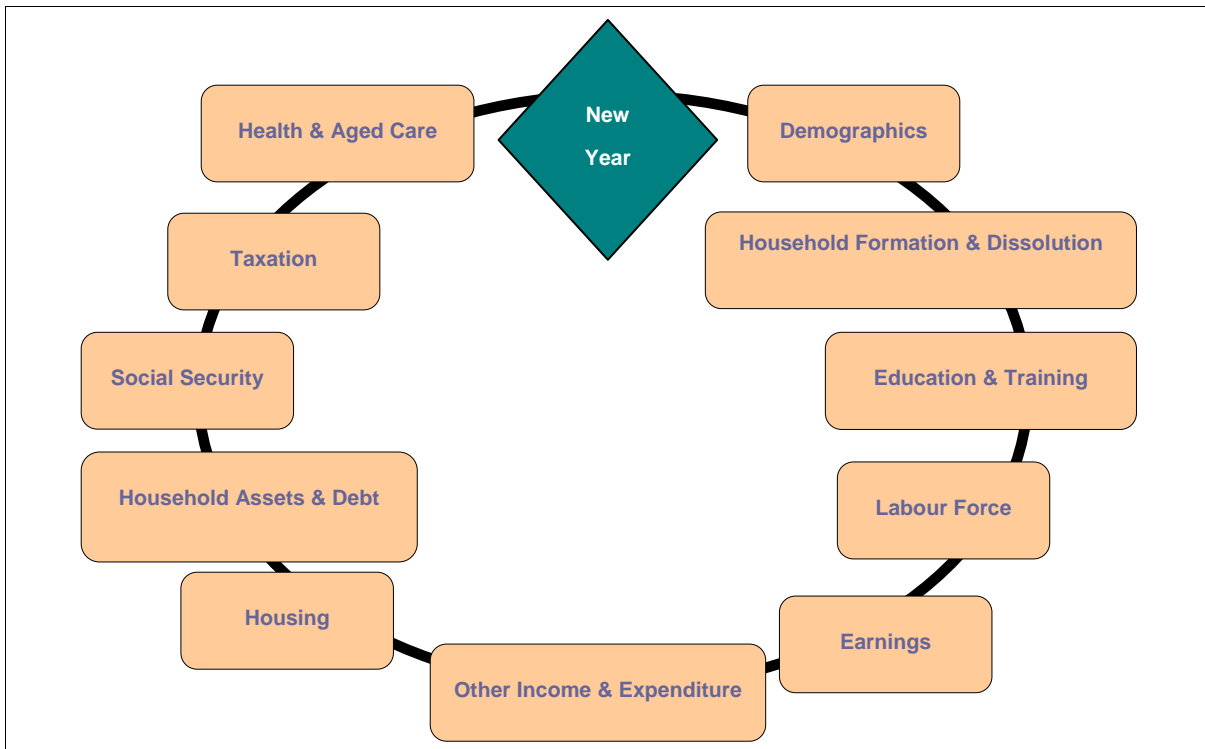 New
Year
Demographics
Household Formation & Dissolution
Education & Training
Labour Force
Earnings
Other Income & Expenditure
Housing
Household Assets & Debt
Social Security
Taxation
Health & Aged Care